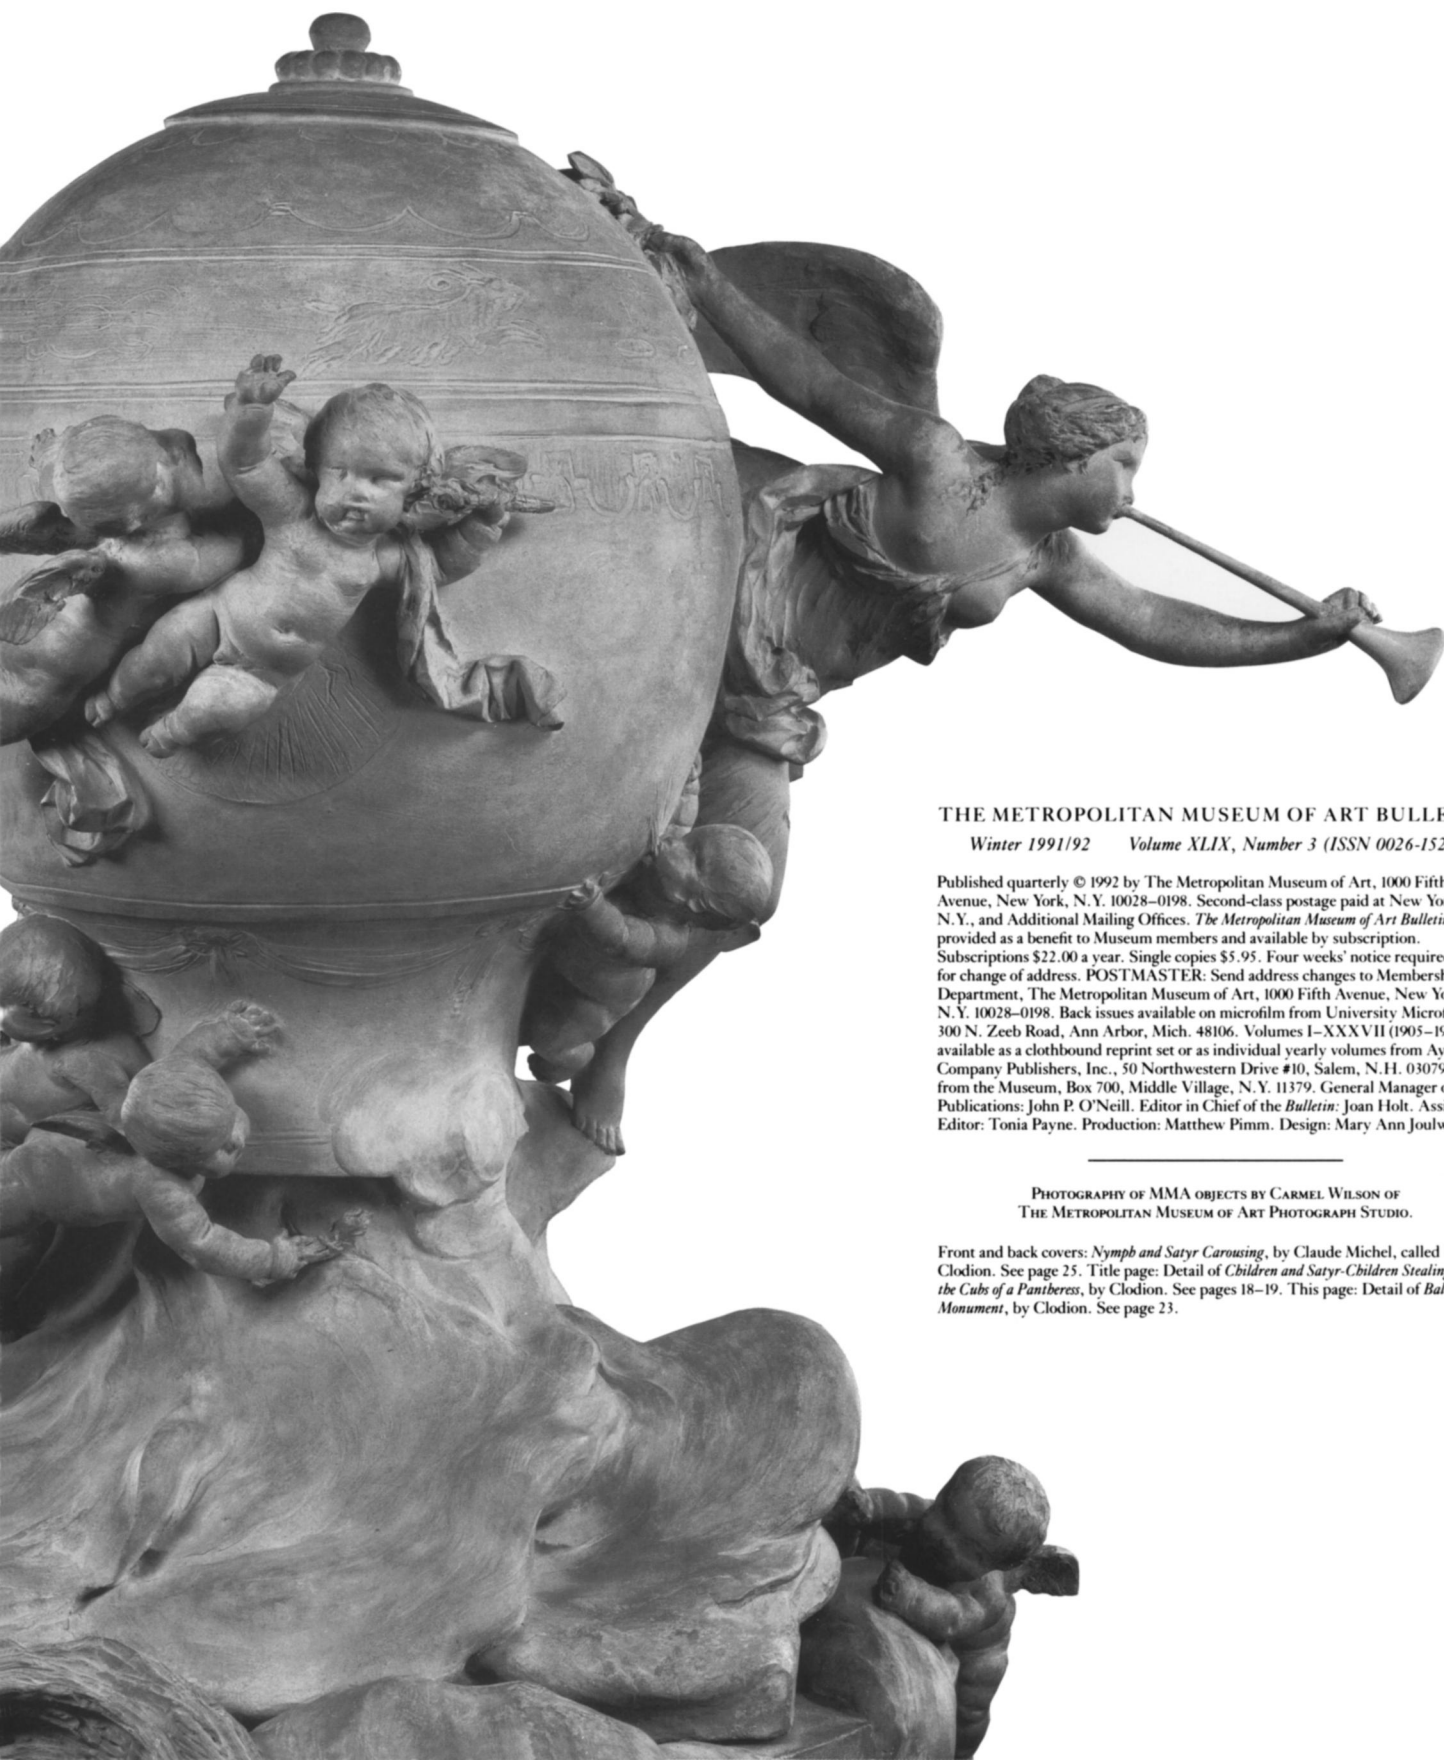 THE METROPOLITAN MUSEUM OF ART BULLE
Winter 1991/92 Volume XLIX, Number 3 (ISSN 0026-152
Published quarterly © 1992 by The Metropolitan Museum of Art, 1000 Fifth
Avenue, New York, N.Y. 10028–0198. Second-class postage paid at New Yo
N.Y., and Additional Mailing Offices. The Metropolitan Museum of Art Bulletin
provided as a benefit to Museum members and available by subscription.
Subscriptions $22.00 a year. Single copies $5.95. Four weeks' notice require
for change of address. POSTMASTER: Send address changes to Membersh
Department, The Metropolitan Museum of Art, 1000 Fifth Avenue, New Yo
N.Y. 10028–0198. Back issues available on microfilm from University Microf
300 N. Zeeb Road, Ann Arbor, Mich. 48106. Volumes I–XXXVII (1905–19
available as a clothbound reprint set or as individual yearly volumes from Ay
Company Publishers, Inc., 50 Northwestern Drive #10, Salem, N.H. 03079
from the Museum, Box 700, Middle Village, N.Y. 11379. General Manager o
Publications: John P. O'Neill. Editor in Chief of the Bulletin: Joan Holt. Ass
Editor: Tonia Payne. Production: Matthew Pimm. Design: Mary Ann Joulw
PHOTOGRAPHY OF MMA OBJECTS BY CARMEL WILSON OF
THE METROPOLITAN MUSEUM OF ART PHOTOGRAPH STUDIO.
Front and back covers: Nymph and Satyr Carousing, by Claude Michel, called
Clodion. See page 25. Title page: Detail of Children and Satyr-Children Stealin
the Cubs of a Pantheress, by Clodion. See pages 18–19. This page: Detail of Bal
Monument, by Clodion. See page 23.